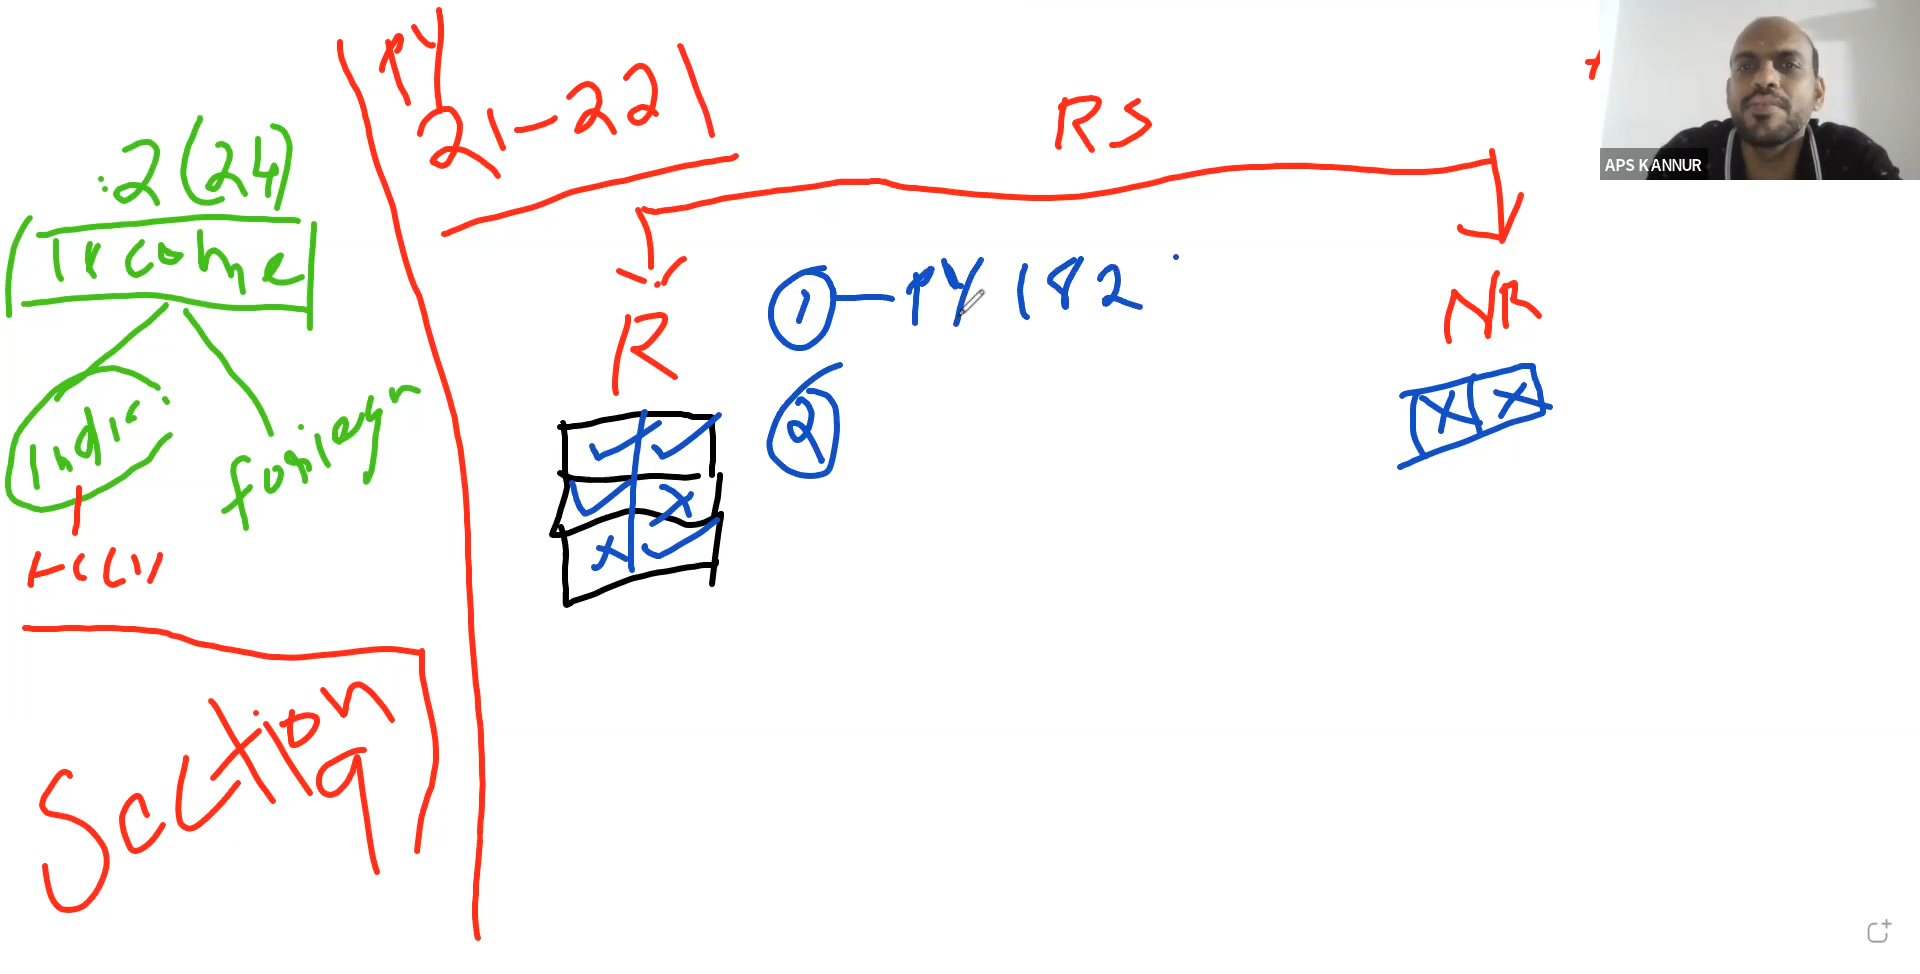 :2(24)
Income
India
foriegn
Section
9
PY
21-22
RS
R
NR
1 - PY 182
2
APS KANNUR